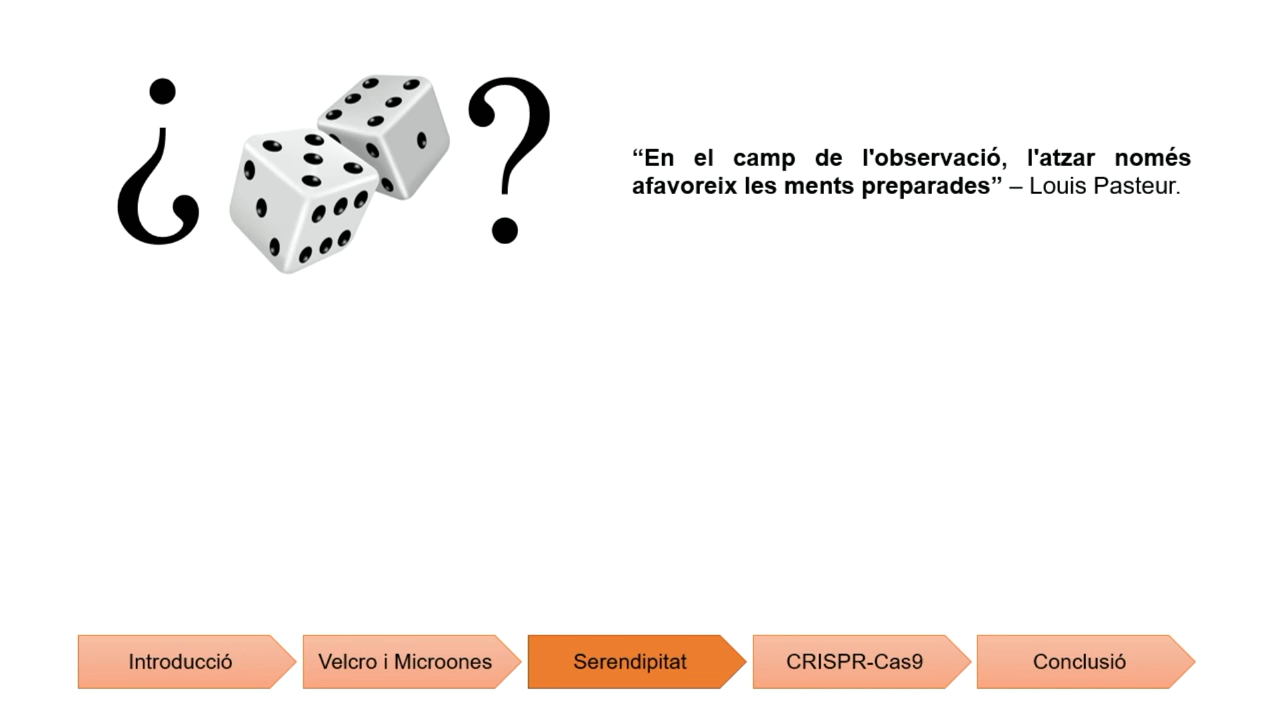 ¿ ?
“En el camp de l'observació, l'atzar només
afavoreix les ments preparades” – Louis Pasteur.
Introducció
Velcro i Microones
Serendipitat
CRISPR-Cas9
Conclusió